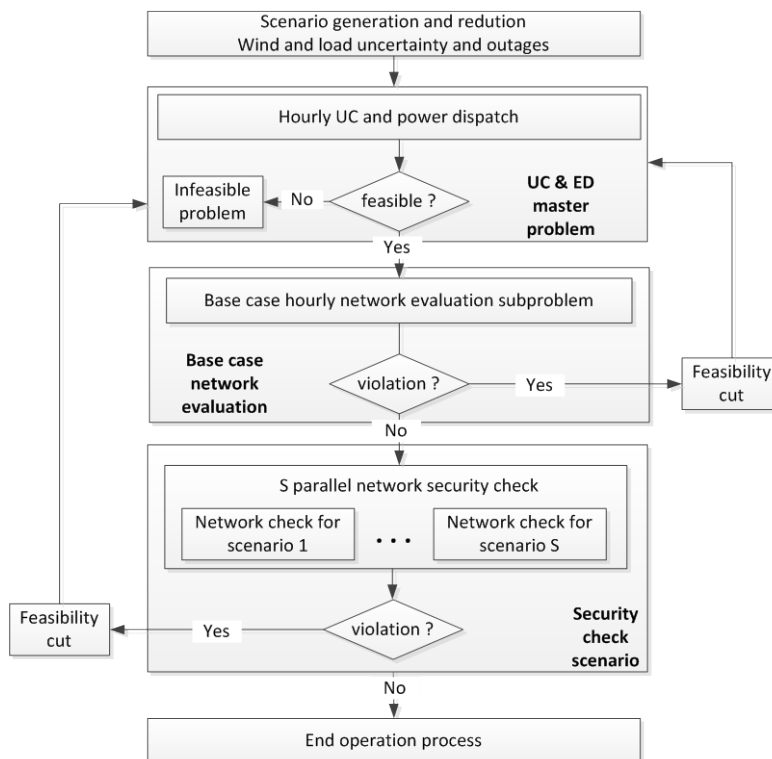 Scenario generation and redution
Wind and load uncertainty and outages
Hourly UC and power dispatch
Infeasible
problem
No
feasible ?
UC & ED
master
problem
Yes
Base case hourly network evaluation subproblem
Base case
network
evaluation
violation ?
Yes
Feasibility
cut
No
S parallel network security check
Network check for
scenario 1
...
Network check for
scenario S
Feasibility
cut
Yes
violation ?
Security
check
scenario
No
End operation process